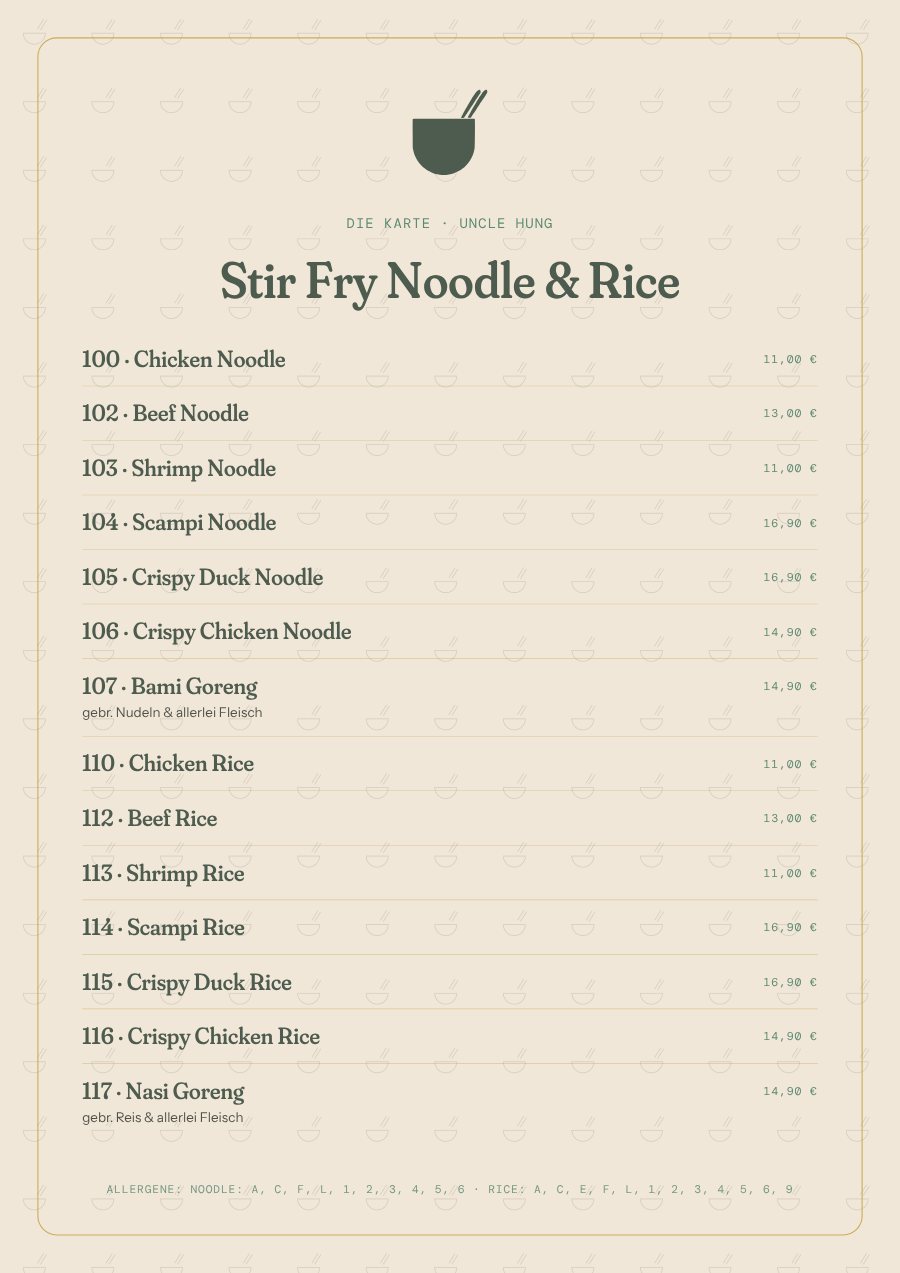 DIE KARTE · UNCLE HUNG
Stir Fry Noodle & Rice
100 · Chicken Noodle 11,00 €
102 · Beef Noodle 13,00 €
103 · Shrimp Noodle 11,00 €
104 · Scampi Noodle 16,90 €
105 · Crispy Duck Noodle 16,90 €
106 · Crispy Chicken Noodle 14,90 €
107 · Bami Goreng 14,90 €
gebr. Nudeln & allerlei Fleisch
110 · Chicken Rice 11,00 €
112 · Beef Rice 13,00 €
113 · Shrimp Rice 11,00 €
114 · Scampi Rice 16,90 €
115 · Crispy Duck Rice 16,90 €
116 · Crispy Chicken Rice 14,90 €
117 · Nasi Goreng 14,90 €
gebr. Reis & allerlei Fleisch
ALLERGENE: NOODLE: A, C, F, L, 1, 2, 3, 4, 5, 6 · RICE: A, C, E, F, L, 1, 2, 3, 4, 5, 6, 9